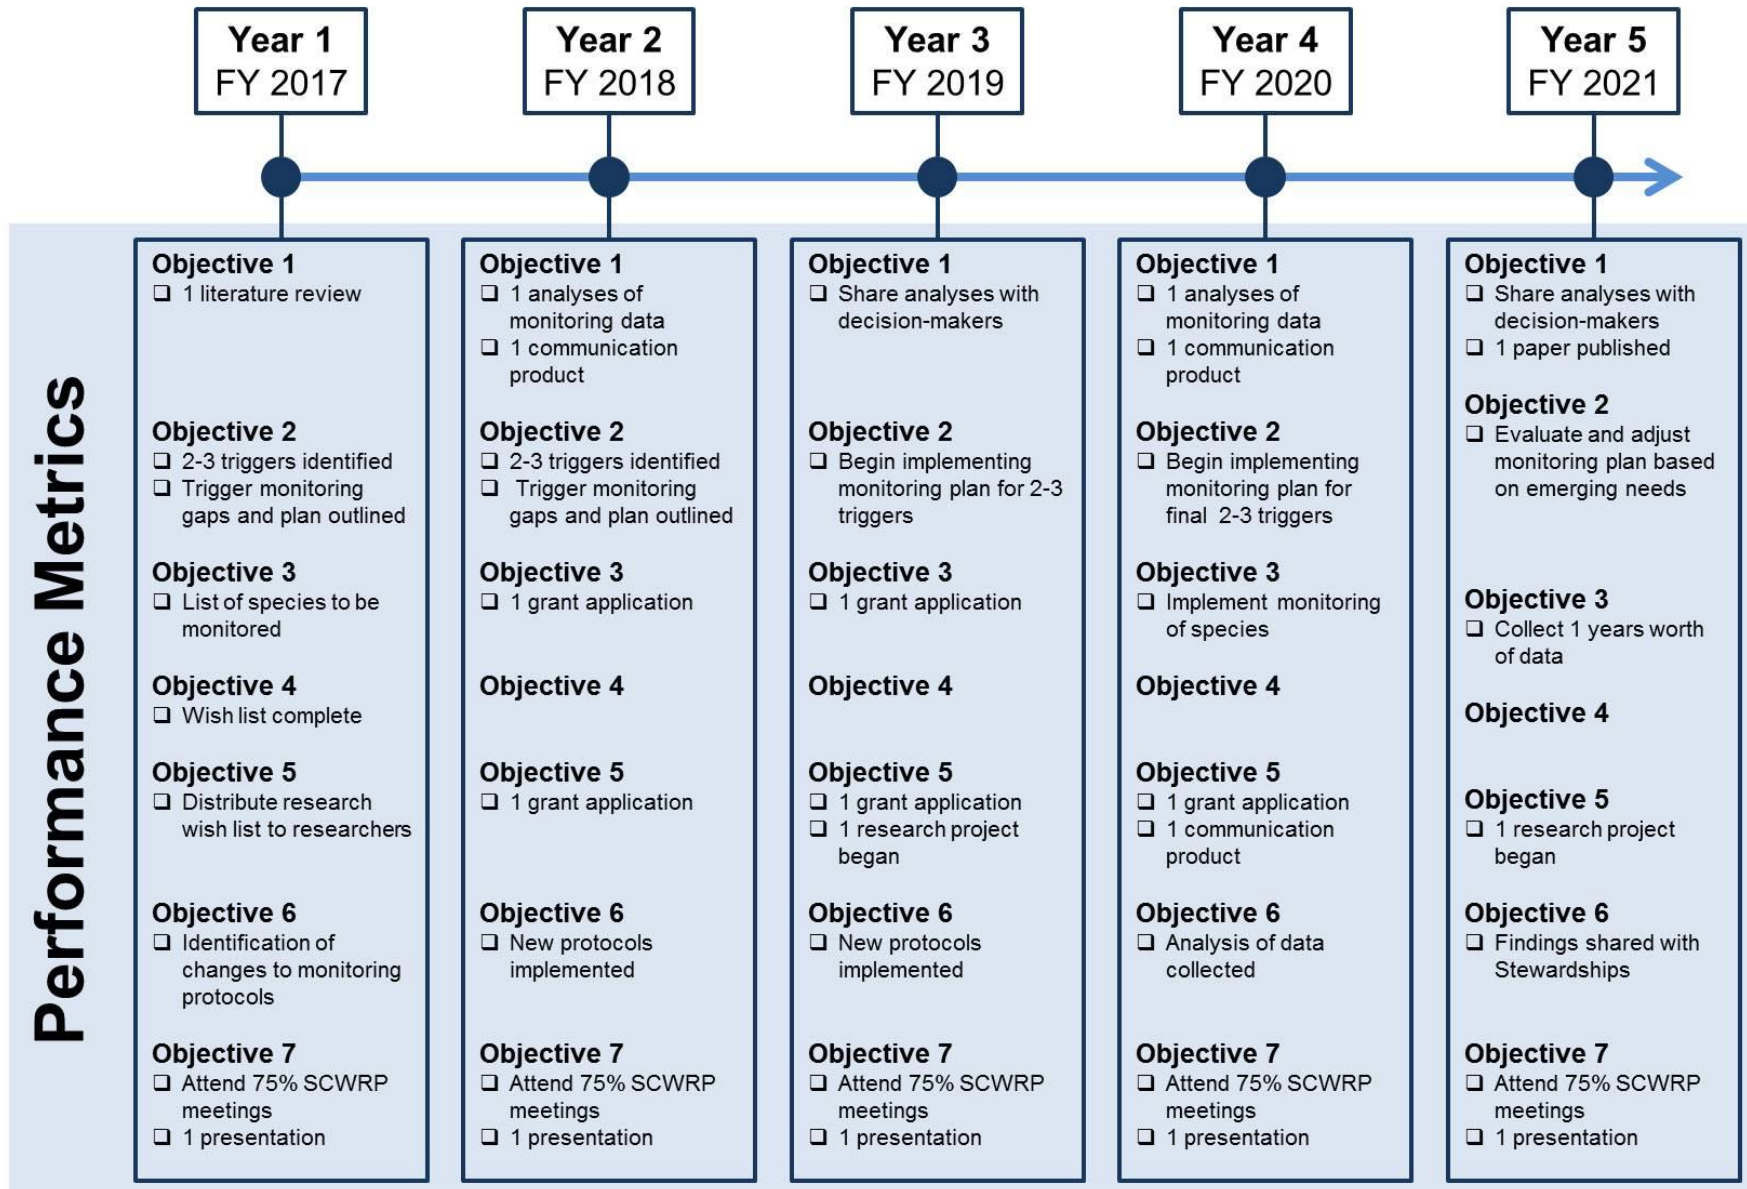 Year 1
FY 2017
Year 2
FY 2018
Year 3
FY 2019
Year 4
FY 2020
Year 5
FY 2021
Performance Metrics
Objective 1
❑ 1 literature review
Objective 2
❑ 2-3 triggers identified
❑ Trigger monitoring
gaps and plan outlined
Objective 3
❑ List of species to be
monitored
Objective 4
❑ Wish list complete
Objective 5
❑ Distribute research
wish list to researchers
Objective 6
❑ Identification of
changes to monitoring
protocols
Objective 7
❑ Attend 75% SCWRP
meetings
❑ 1 presentation
Objective 1
❑ 1 analyses of
monitoring data
❑ 1 communication
product
Objective 2
❑ 2-3 triggers identified
❑ Trigger monitoring
gaps and plan outlined
Objective 3
❑ 1 grant application
Objective 4
Objective 5
❑ 1 grant application
Objective 6
❑ New protocols
implemented
Objective 7
❑ Attend 75% SCWRP
meetings
❑ 1 presentation
Objective 1
❑ Share analyses with
decision-makers
Objective 2
❑ Begin implementing
monitoring plan for 2-3
triggers
Objective 3
❑ 1 grant application
Objective 4
Objective 5
❑ 1 grant application
❑ 1 research project
began
Objective 6
❑ New protocols
implemented
Objective 7
❑ Attend 75% SCWRP
meetings
❑ 1 presentation
Objective 1
❑ 1 analyses of
monitoring data
❑ 1 communication
product
Objective 2
❑ Begin implementing
monitoring plan for
final 2-3 triggers
Objective 3
❑ Implement monitoring
of species
Objective 4
Objective 5
❑ 1 grant application
❑ 1 communication
product
Objective 6
❑ Analysis of data
collected
Objective 7
❑ Attend 75% SCWRP
meetings
❑ 1 presentation
Objective 1
❑ Share analyses with
decision-makers
❑ 1 paper published
Objective 2
❑ Evaluate and adjust
monitoring plan based
on emerging needs
Objective 3
❑ Collect 1 years worth
of data
Objective 4
Objective 5
❑ 1 research project
began
Objective 6
❑ Findings shared with
Stewardships
Objective 7
❑ Attend 75% SCWRP
meetings
❑ 1 presentation